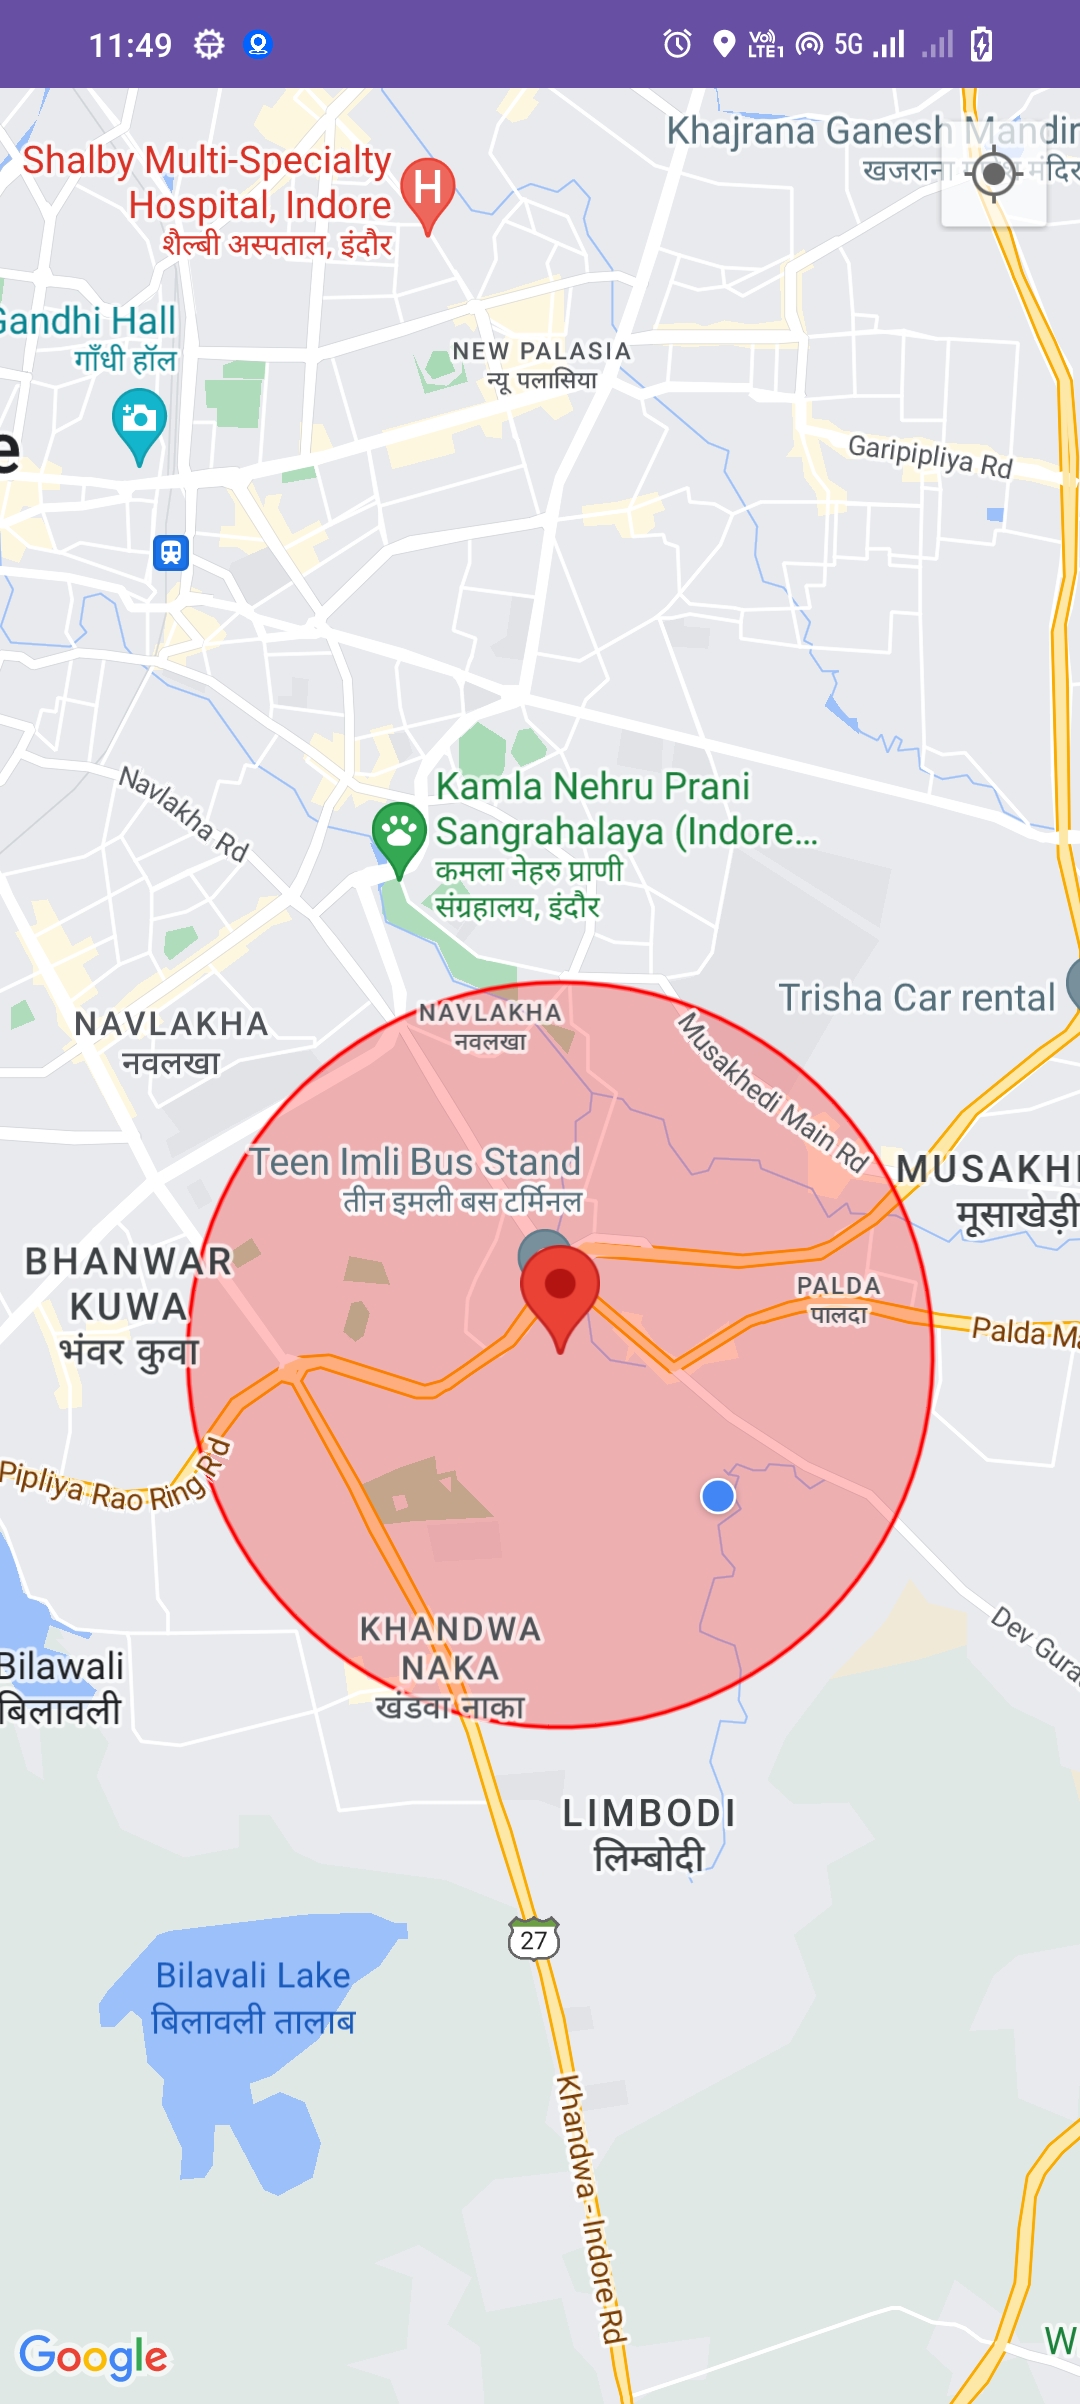 11:49
VoLTE1
5G
Khajrana Ganesh Mandir
Shalby Multi-Specialty
Hospital, Indore
शैल्बी अस्पताल, इंदौर
Gandhi Hall
गाँधी हॉल
NEW PALASIA
न्यू पलासिया
e
Garipipliya Rd
Navlakha Rd
Kamla Nehru Prani
Sangrahalaya (Indore...
कमला नेहरु प्राणी
संग्रहालय, इंदौर
Trisha Car rental
NAVLAKHA
नवलखा
NAVLAKHA
नवलखा
Musakhedi Main Rd
Teen Imli Bus Stand
तीन इमली बस टर्मिनल
MUSAKHE
मूसाखेड़ी
BHANWAR
KUWA
भंवर कुवा
PALDA
पालदा
Palda Ma
Pipliya Rao Ring Rd
KHANDWA
NAKA
खंडवा नाका
Dev Gura
Bilawali
बिलावली
LIMBODI
लिम्बोदी
27
Bilavali Lake
बिलावली तालाब
Khandwa - Indore Rd
W
Google